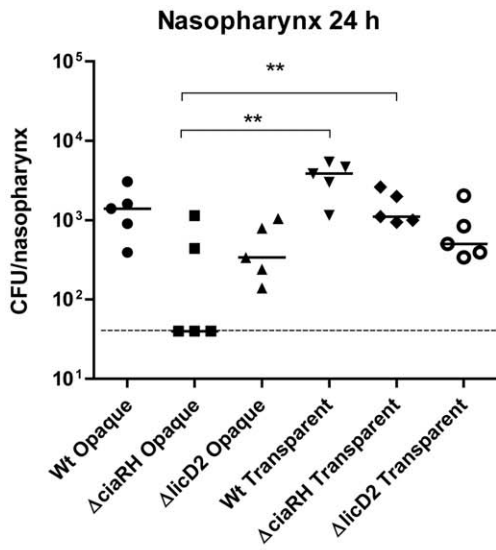 Nasopharynx 24 h
CFU/nasopharynx
10⁵
10⁴
10³
10²
10¹
**
**
Wt Opaque
ΔciaRH Opaque
ΔlicD2 Opaque
Wt Transparent
ΔciaRH Transparent
ΔlicD2 Transparent